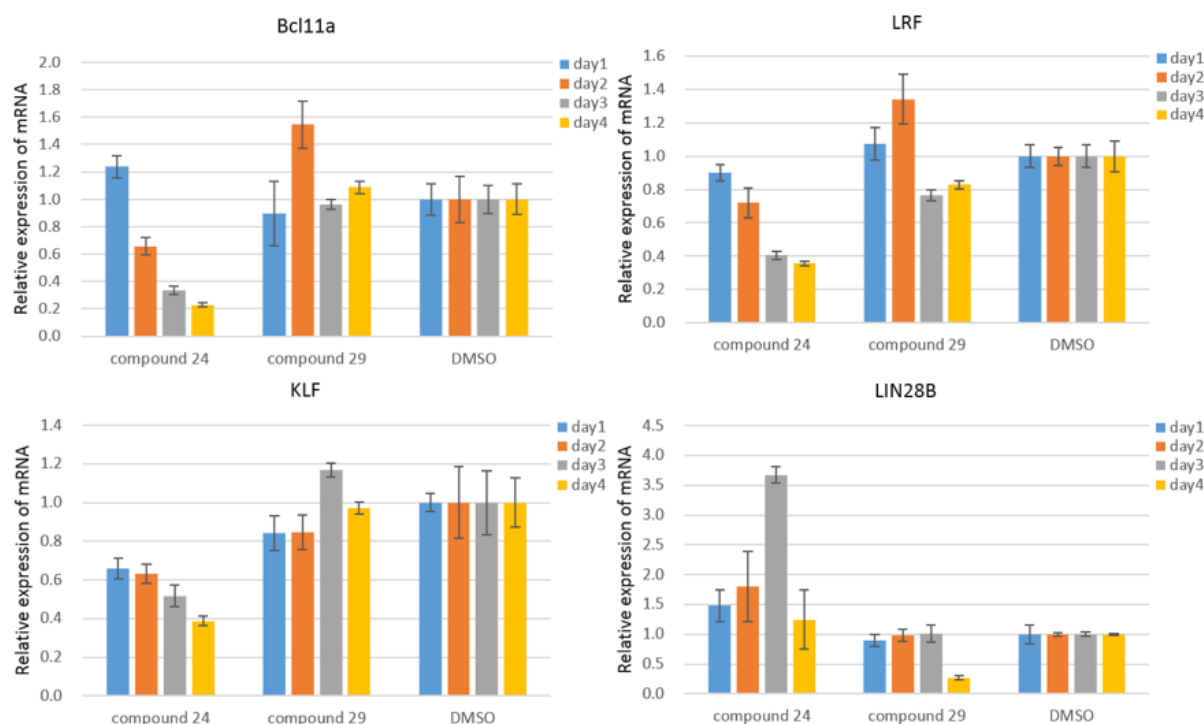 Bcl11a
Relative expression of mRNA
2.0
1.8
1.6
1.4
1.2
1.0
0.8
0.6
0.4
0.2
0.0
compound 24 compound 29 DMSO
day1
day2
day3
day4
LRF
Relative expression of mRNA
1.6
1.4
1.2
1.0
0.8
0.6
0.4
0.2
0.0
compound 24 compound 29 DMSO
day1
day2
day3
day4
KLF
Relative expression of mRNA
1.4
1.2
1.0
0.8
0.6
0.4
0.2
0.0
compound 24 compound 29 DMSO
day1
day2
day3
day4
LIN28B
Relative expression of mRNA
4.5
4.0
3.5
3.0
2.5
2.0
1.5
1.0
0.5
0.0
compound 24 compound 29 DMSO
day1
day2
day3
day4